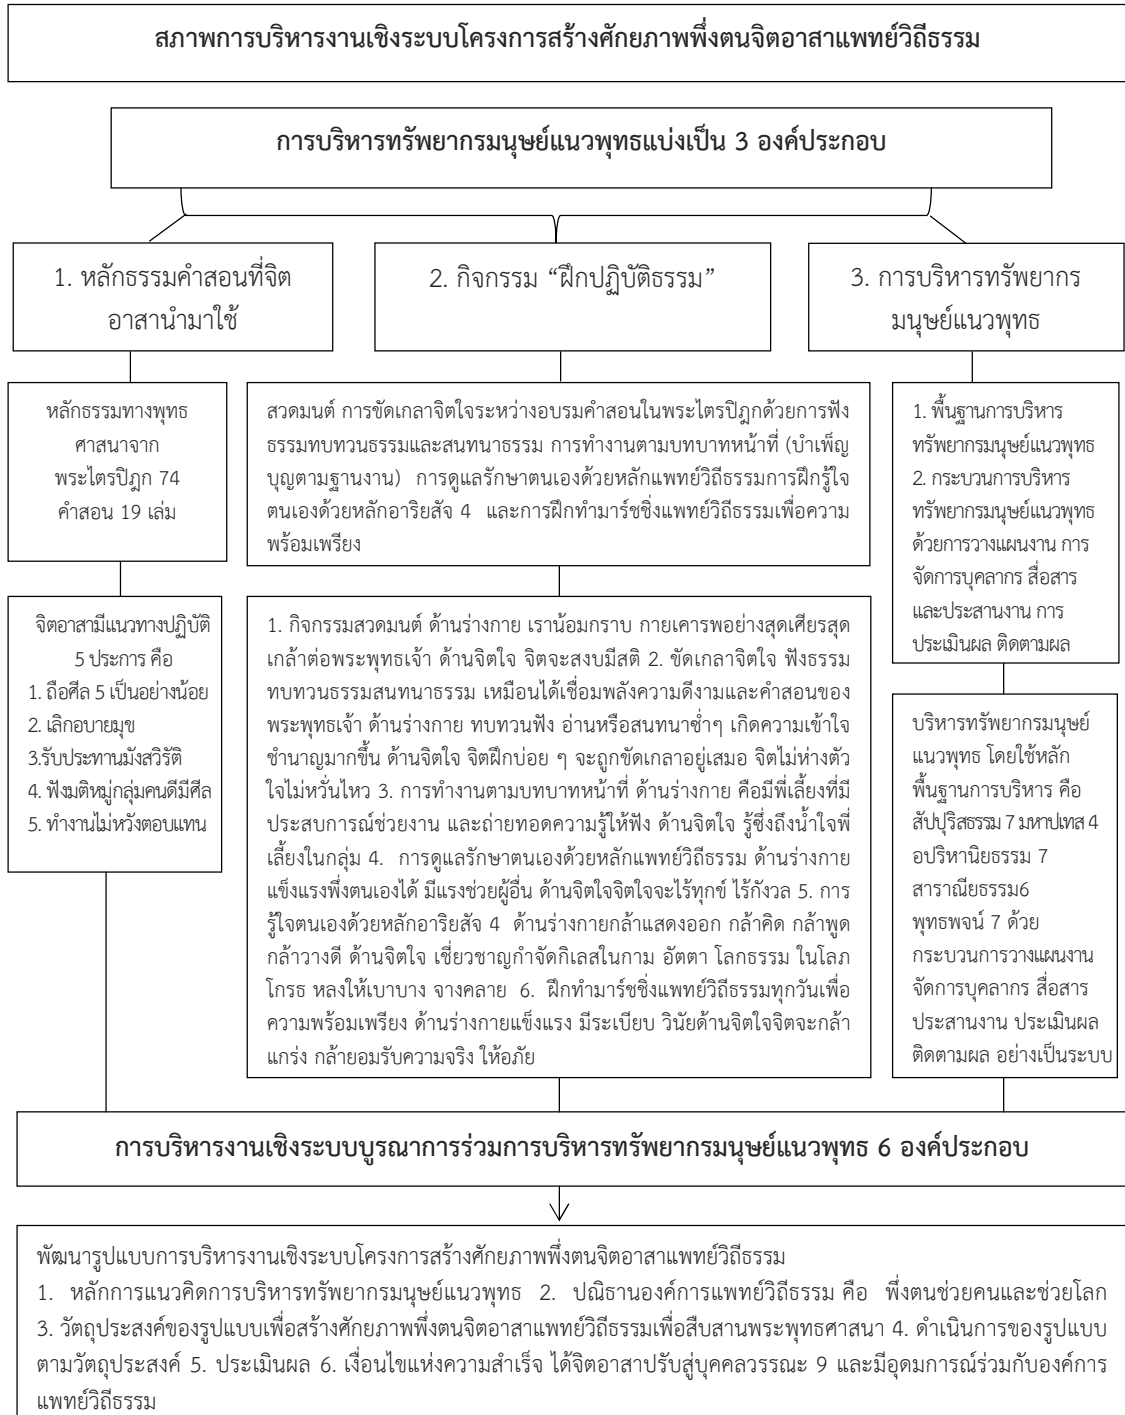 สภาพการบริหารงานเชิงระบบโครงการสร้างศักยภาพพึ่งตนจิตอาสาแพทย์วิถีธรรม
การบริหารทรัพยากรมนุษย์แนวพุทธแบ่งเป็น 3 องค์ประกอบ
1. หลักธรรมคำสอนที่จิต
อาสานำมาใช้
2. กิจกรรม “ฝึกปฏิบัติธรรม”
3. การบริหารทรัพยากร
มนุษย์แนวพุทธ
หลักธรรมทางพุทธ
ศาสนาจาก
พระไตรปิฎก 74
คำสอน 19 เล่ม
สวดมนต์ การขัดเกลาจิตใจระหว่างอบรมคำสอนในพระไตรปิฎกด้วยการฟัง
ธรรมทบทวนธรรมและสนทนาธรรม การทำงานตามบทบาทหน้าที่ (บำเพ็ญ
บุญตามฐานงาน) การดูแลรักษาตนเองด้วยหลักแพทย์วิถีธรรมการฝึกรู้ใจ
ตนเองด้วยหลักอาริยสัจ 4 และการฝึกทำมาร์ชชิ่งแพทย์วิถีธรรมเพื่อความ
พร้อมเพรียง
1. พื้นฐานการบริหาร
ทรัพยากรมนุษย์แนวพุทธ
2. กระบวนการบริหาร
ทรัพยากรมนุษย์แนวพุทธ
ด้วยการวางแผนงาน การ
จัดการบุคลากร สื่อสาร
และประสานงาน การ
ประเมินผล ติดตามผล
จิตอาสามีแนวทางปฏิบัติ
5 ประการ คือ
1. ถือศีล 5 เป็นอย่างน้อย
2. เลิกอบายมุข
3.รับประทานมังสวิรัติ
4. ฟังมติหมู่กลุ่มคนดีมีศีล
5. ทำงานไม่หวังตอบแทน
1. กิจกรรมสวดมนต์ ด้านร่างกาย เราน้อมกราบ กายเคารพอย่างสุดเศียรสุด
เกล้าต่อพระพุทธเจ้า ด้านจิตใจ จิตจะสงบมีสติ 2. ขัดเกลาจิตใจ ฟังธรรม
ทบทวนธรรมสนทนาธรรม เหมือนได้เชื่อมพลังความดีงามและคำสอนของ
พระพุทธเจ้า ด้านร่างกาย ทบทวนฟัง อ่านหรือสนทนาซ้ำๆ เกิดความเข้าใจ
ชำนาญมากขึ้น ด้านจิตใจ จิตฝึกบ่อย ๆ จะถูกขัดเกลาอยู่เสมอ จิตไม่ห่างตัว
ใจไม่หวั่นไหว 3. การทำงานตามบทบาทหน้าที่ ด้านร่างกาย คือมีพี่เลี้ยงที่มี
ประสบการณ์ช่วยงาน และถ่ายทอดความรู้ให้ฟัง ด้านจิตใจ รู้ซึ้งถึงน้ำใจพี่
เลี้ยงในกลุ่ม 4. การดูแลรักษาตนเองด้วยหลักแพทย์วิถีธรรม ด้านร่างกาย
แข็งแรงพึ่งตนเองได้ มีแรงช่วยผู้อื่น ด้านจิตใจจิตใจจะไร้ทุกข์ ไร้กังวล 5. การ
รู้ใจตนเองด้วยหลักอาริยสัจ 4 ด้านร่างกายกล้าแสดงออก กล้าคิด กล้าพูด
กล้าวางดี ด้านจิตใจ เชี่ยวชาญกำจัดกิเลสในกาม อัตตา โลกธรรม ในโลภ
โกรธ หลงให้เบาบาง จางคลาย 6. ฝึกทำมาร์ชชิ่งแพทย์วิถีธรรมทุกวันเพื่อ
ความพร้อมเพรียง ด้านร่างกายแข็งแรง มีระเบียบ วินัยด้านจิตใจจิตจะกล้า
แกร่ง กล้ายอมรับความจริง ให้อภัย
บริหารทรัพยากรมนุษย์
แนวพุทธ โดยใช้หลัก
พื้นฐานการบริหาร คือ
สัปปุริสธรรม 7 มหาปเทส 4
อปริหานิยธรรม 7
สาราณียธรรม6
พุทธพจน์ 7 ด้วย
กระบวนการวางแผนงาน
จัดการบุคลากร สื่อสาร
ประสานงาน ประเมินผล
ติดตามผล อย่างเป็นระบบ
การบริหารงานเชิงระบบบูรณาการร่วมการบริหารทรัพยากรมนุษย์แนวพุทธ 6 องค์ประกอบ
พัฒนารูปแบบการบริหารงานเชิงระบบโครงการสร้างศักยภาพพึ่งตนจิตอาสาแพทย์วิถีธรรม
1. หลักการแนวคิดการบริหารทรัพยากรมนุษย์แนวพุทธ 2. ปณิธานองค์การแพทย์วิถีธรรม คือ พึ่งตนช่วยคนและช่วยโลก
3. วัตถุประสงค์ของรูปแบบเพื่อสร้างศักยภาพพึ่งตนจิตอาสาแพทย์วิถีธรรมเพื่อสืบสานพระพุทธศาสนา 4. ดำเนินการของรูปแบบ
ตามวัตถุประสงค์ 5. ประเมินผล 6. เงื่อนไขแห่งความสำเร็จ ได้จิตอาสาปรับสู่บุคคลวรรณะ 9 และมีอุดมการณ์ร่วมกับองค์การ
แพทย์วิถีธรรม